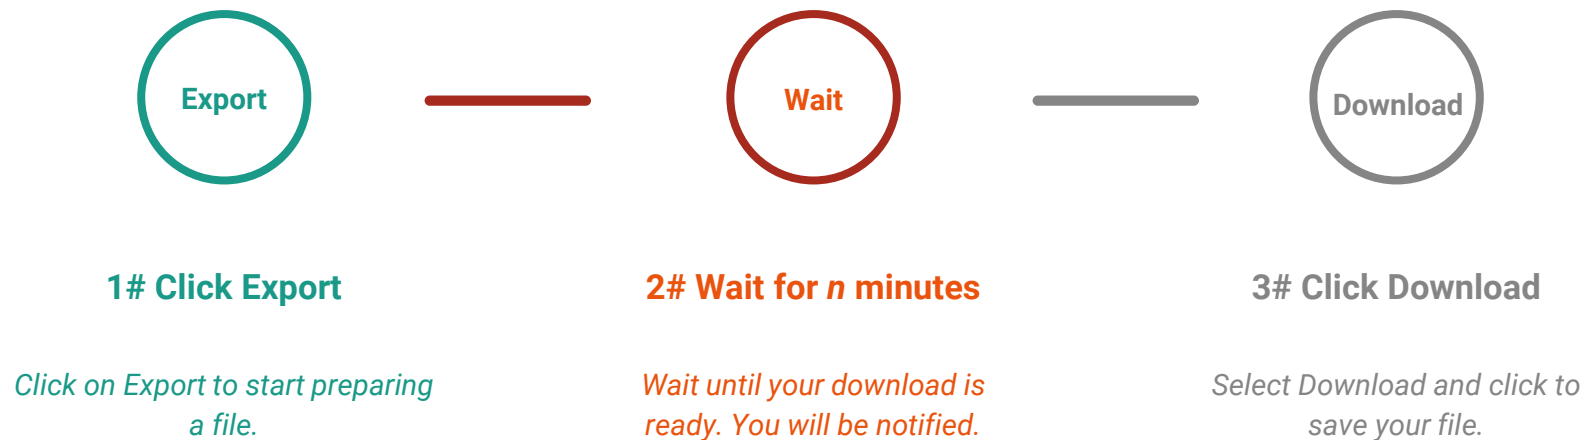 Export
Wait
Download
1# Click Export
2# Wait for n minutes
3# Click Download
Click on Export to start preparing
a file.
Wait until your download is
ready. You will be notified.
Select Download and click to
save your file.